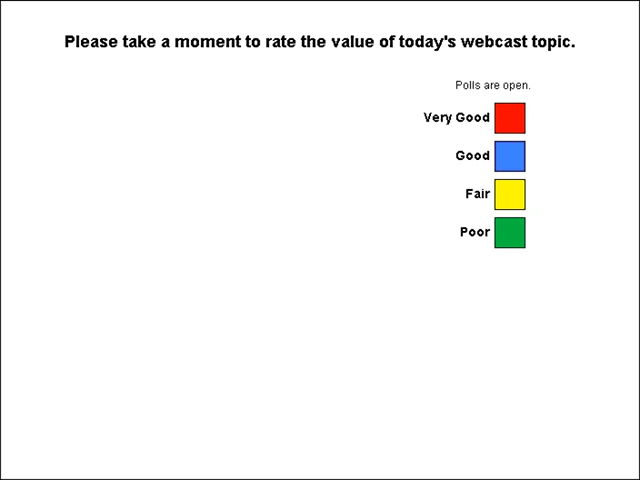 Please take a moment to rate the value of today's webcast topic.
Polls are open.
Very Good
Good
Fair
Poor